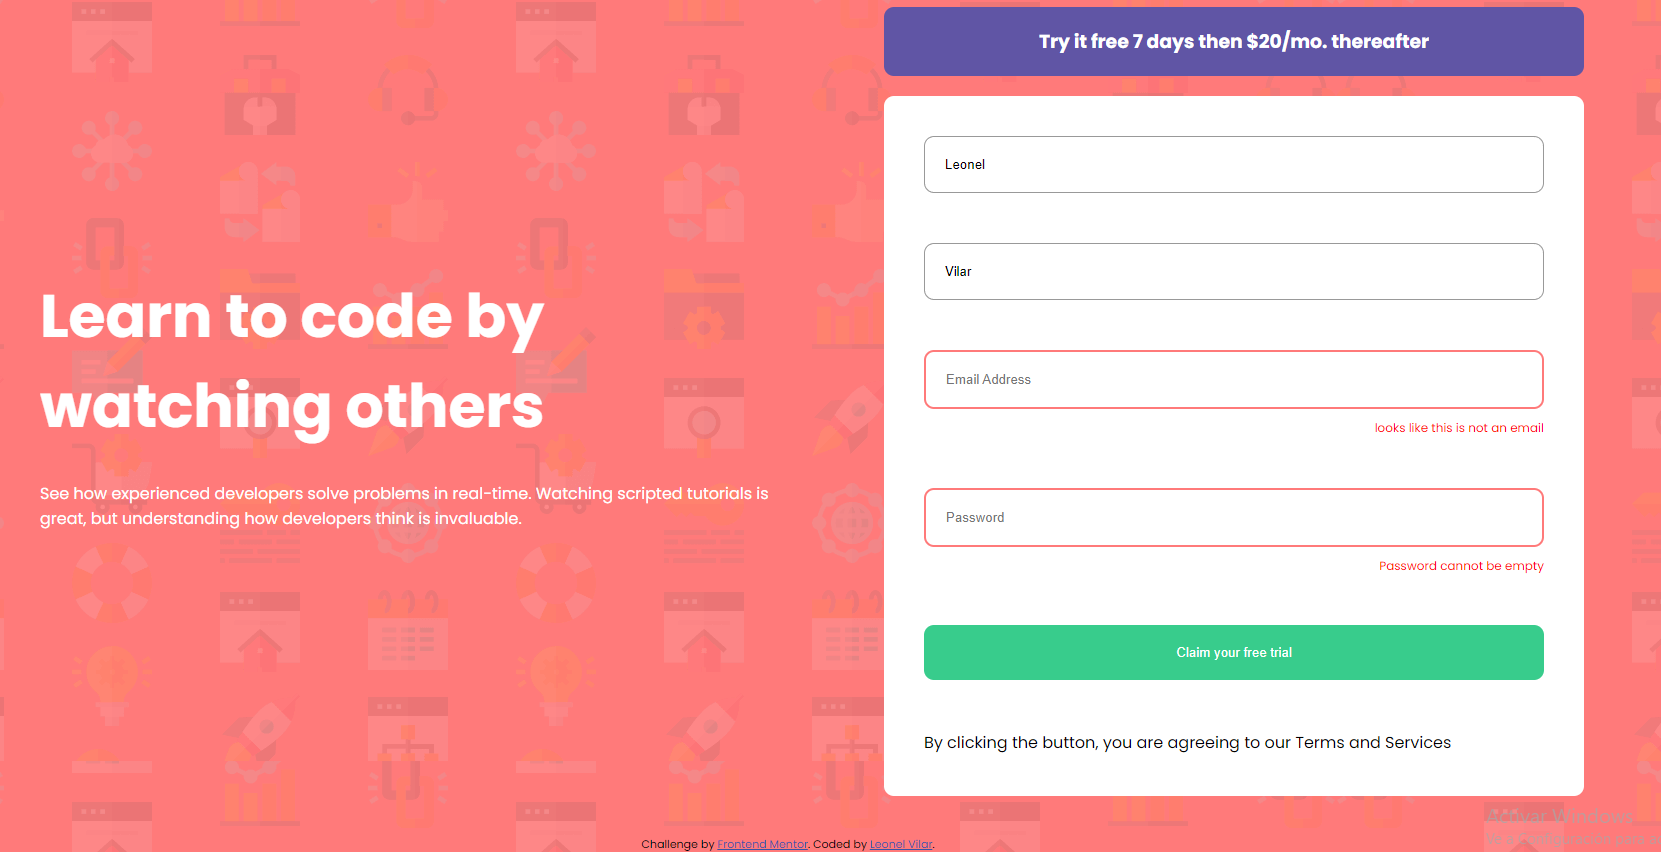 Learn to code by
watching others
See how experienced developers solve problems in real-time. Watching scripted tutorials is
great, but understanding how developers think is invaluable.
Try it free 7 days then $20/mo. thereafter
Leonel
Vilar
Email Address
looks like this is not an email
Password
Password cannot be empty
Claim your free trial
By clicking the button, you are agreeing to our Terms and Services
Challenge by Frontend Mentor. Coded by Leonel Vilar.
Activar Windows